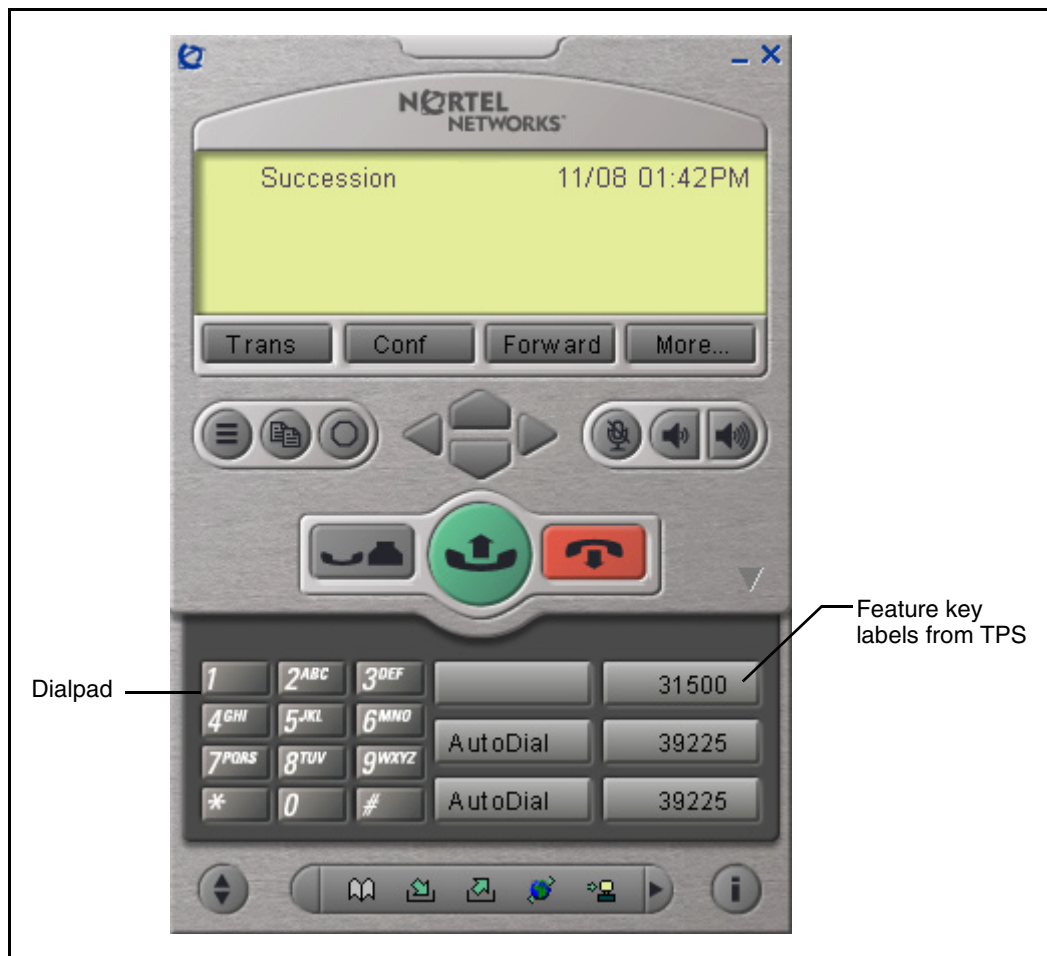 NORTEL
NETWORKS
Succession 11/08 01:42PM
Trans Conf Forward More...
Feature key
labels from TPS
Dialpad
1 2ABC 3DEF 31500
4GHI 5JKL 6MNO AutoDial 39225
7PQRS 8TUV 9WXYZ
* 0 # AutoDial 39225
i